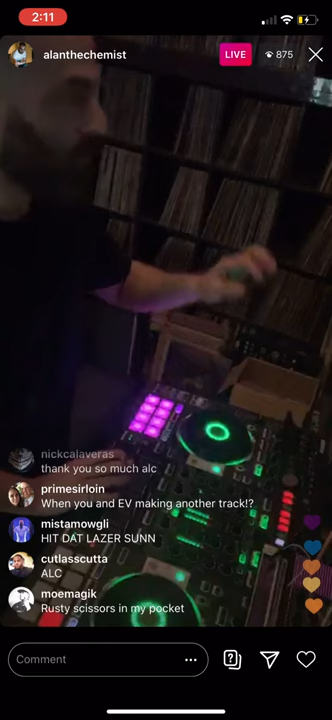 2:11
alanthechemist
LIVE
875
nickcalaveras
thank you so much alc
primesirloin
When you and EV making another track!?
mistamowgli
HIT DAT LAZER SUNN
cutlasscutta
ALC
moemagik
Rusty scissors in my pocket
Comment